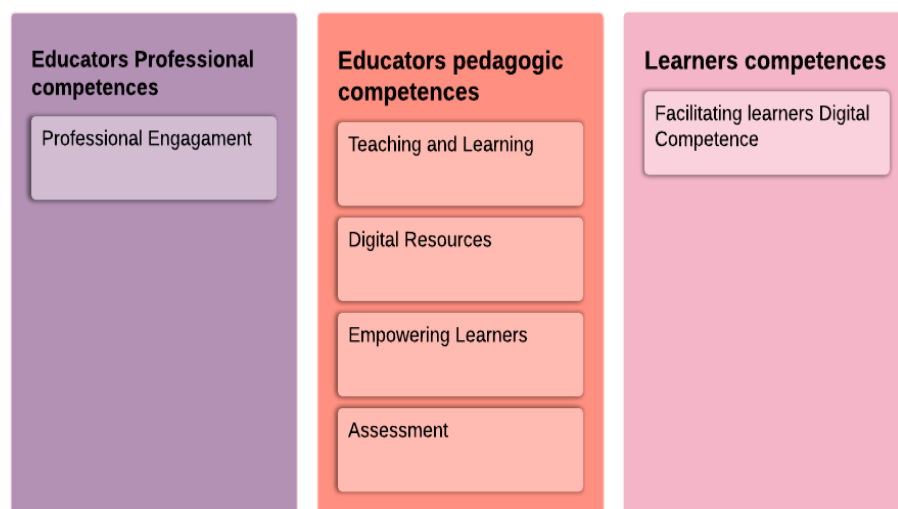 Educators Professional
competences
Professional Engagament
Educators pedagogic
competences
Teaching and Learning
Digital Resources
Empowering Learners
Assessment
Learners competences
Facilitating learners Digital
Competence